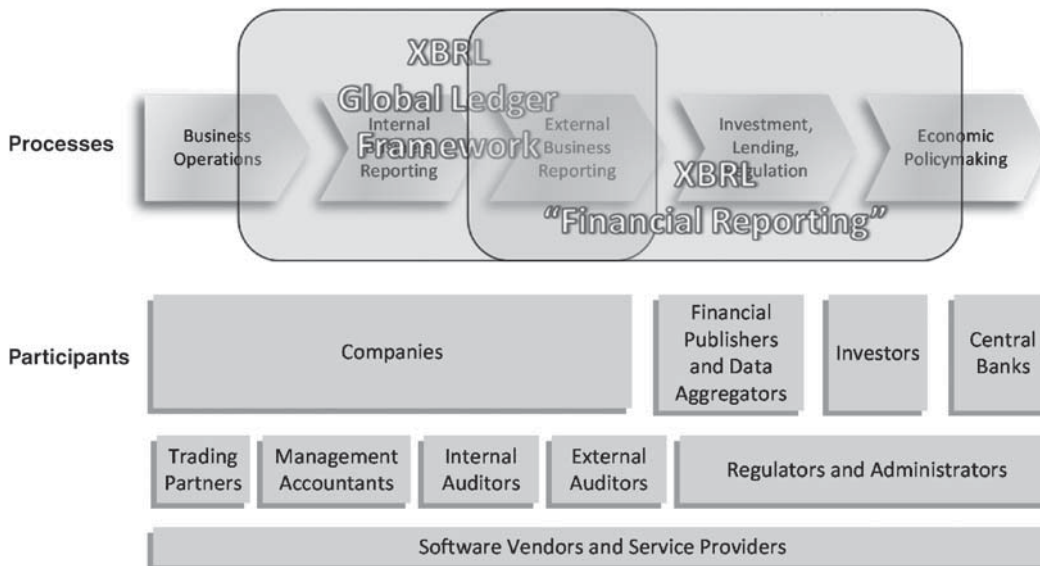 XBRL
Global Ledger
Framework
Processes
Business
Operations
Internal
Reporting
External
Business
Reporting
Investment,
Lending,
Economic
Policymaking
XBRL
“Financial Reporting”
Participants
Companies
Financial
Publishers
and Data
Aggregators
Investors
Central
Banks
Trading
Partners
Management
Accountants
Internal
Auditors
External
Auditors
Regulators and Administrators
Software Vendors and Service Providers